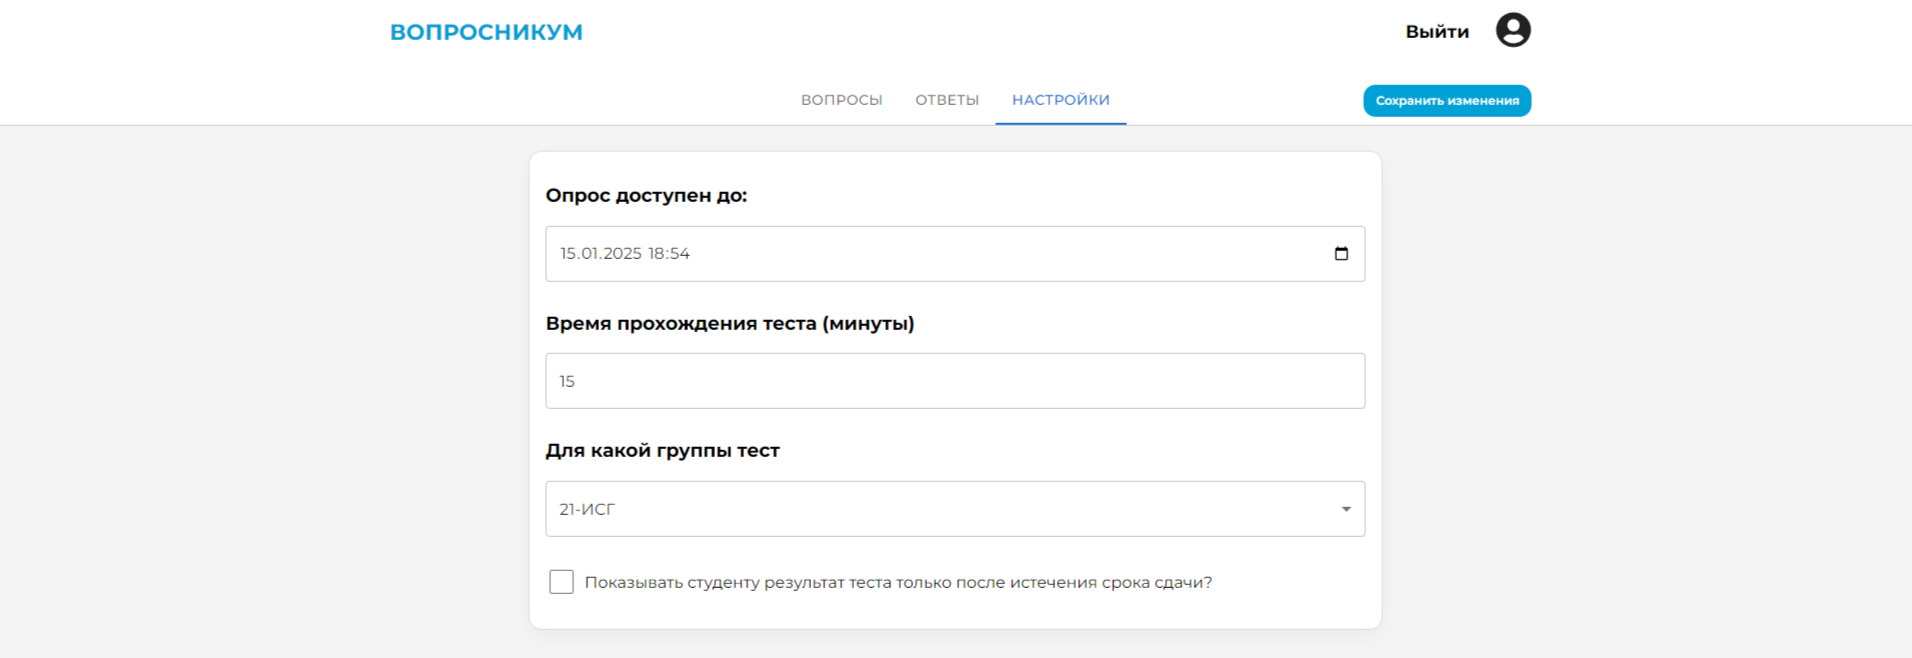 ВОПРОСНИКУМ
Выйти
ВОПРОСЫ ОТВЕТЫ НАСТРОЙКИ
Сохранить изменения
Опрос доступен до:
15.01.2025 18:54
Время прохождения теста (минуты)
15
Для какой группы тест
21-ИСГ
Показывать студенту результат теста только после истечения срока сдачи?